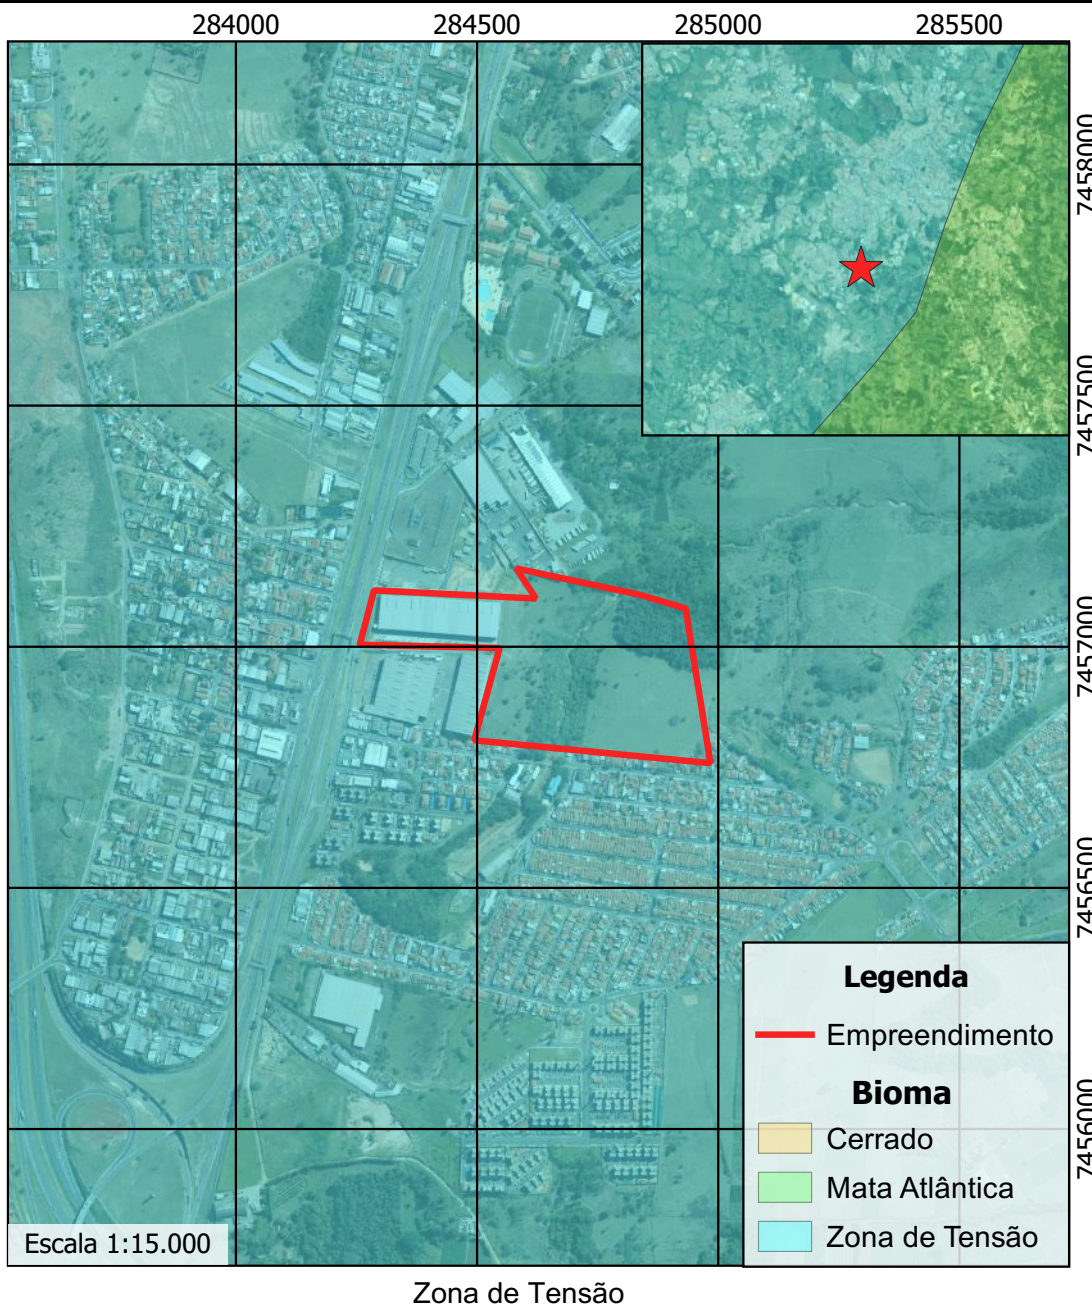 284000 284500 285000 285500
7458000
7457500
7457000
7456500
7456000
Legenda
Empreendimento
Bioma
Cerrado
Mata Atlântica
Zona de Tensão
Escala 1:15.000
Zona de Tensão